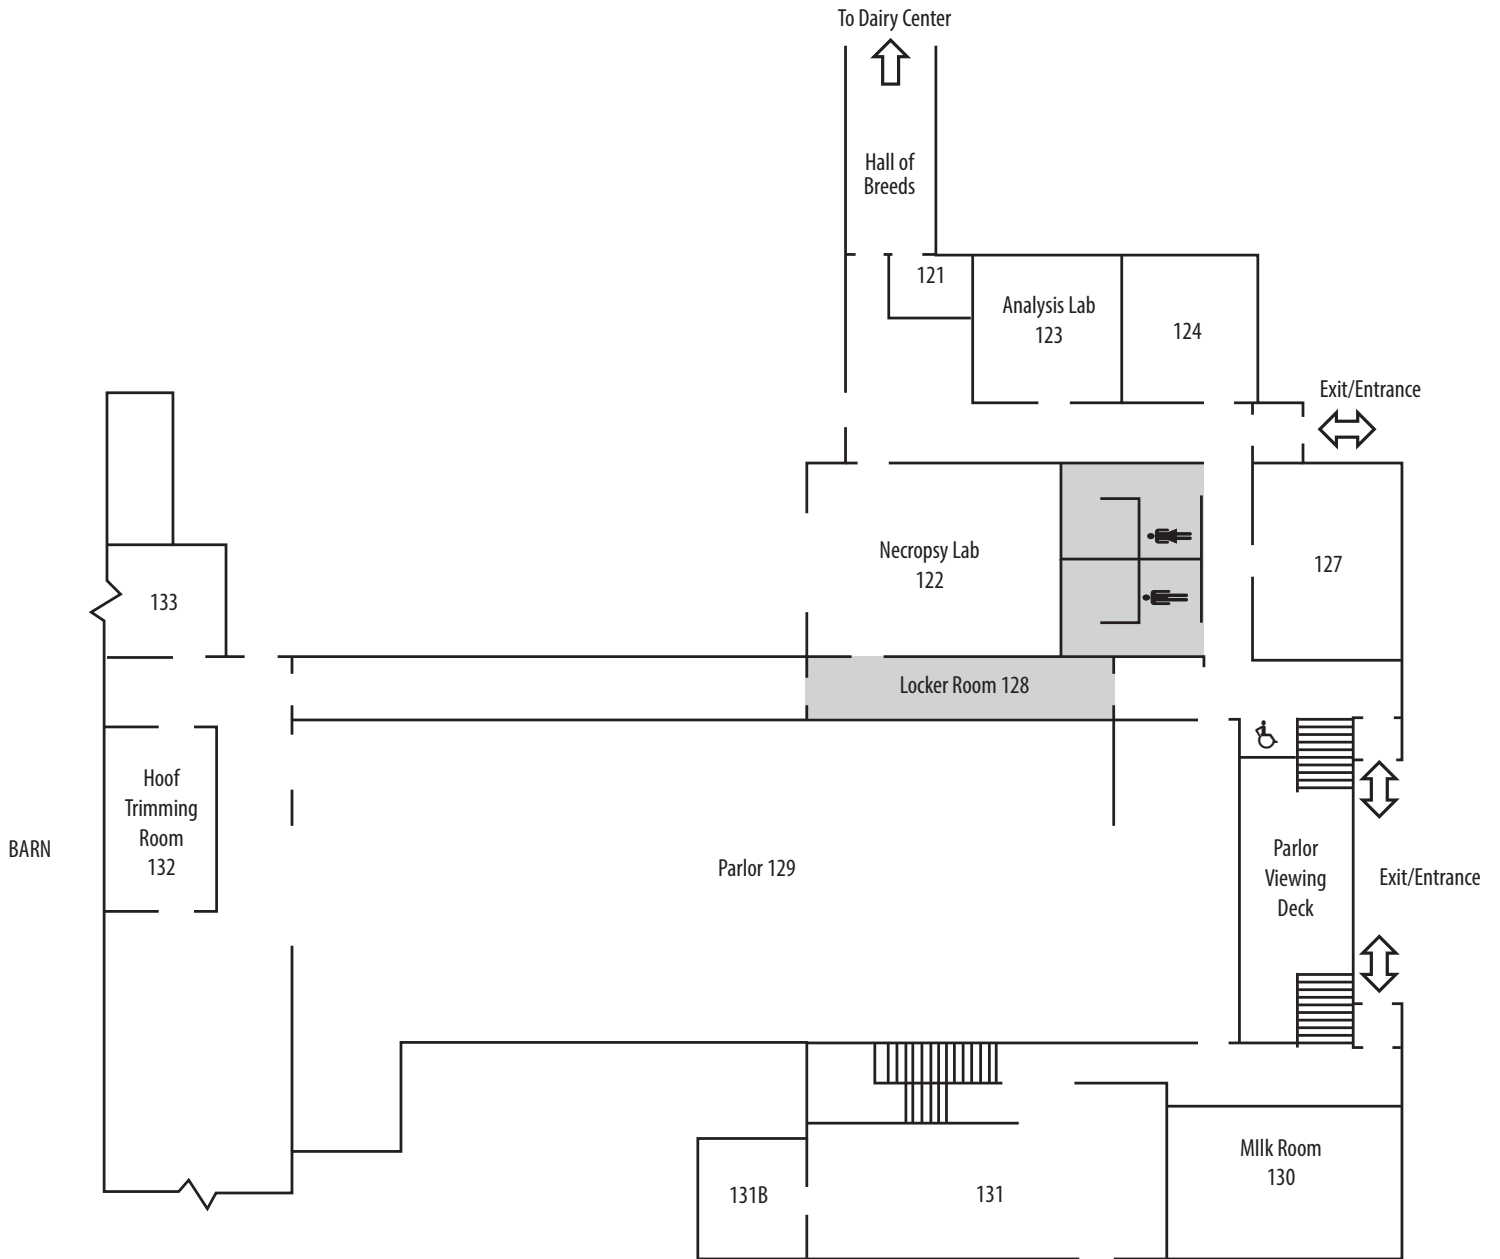 To Dairy Center
Hall of
Breeds
121
Analysis Lab
123
124
Exit/Entrance
Necropsy Lab
122
127
133
Locker Room 128
Hoof
Trimming
Room
132
BARN
Parlor 129
Parlor
Viewing
Deck
Exit/Entrance
MIlk Room
130
131B
131